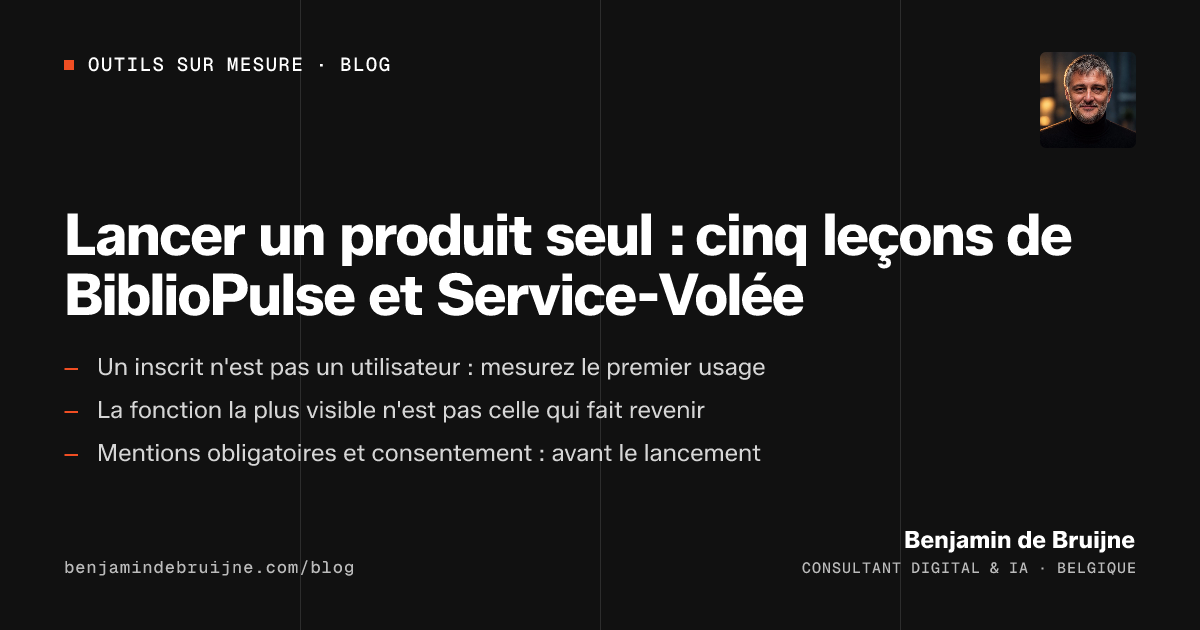 OUTILS SUR MESURE · BLOG
Lancer un produit seul : cinq leçons de
BiblioPulse et Service-Volée
– Un inscrit n'est pas un utilisateur : mesurez le premier usage
– La fonction la plus visible n'est pas celle qui fait revenir
– Mentions obligatoires et consentement : avant le lancement
Benjamin de Bruijne
benjamindebruijne.com/blog
CONSULTANT DIGITAL & IA · BELGIQUE